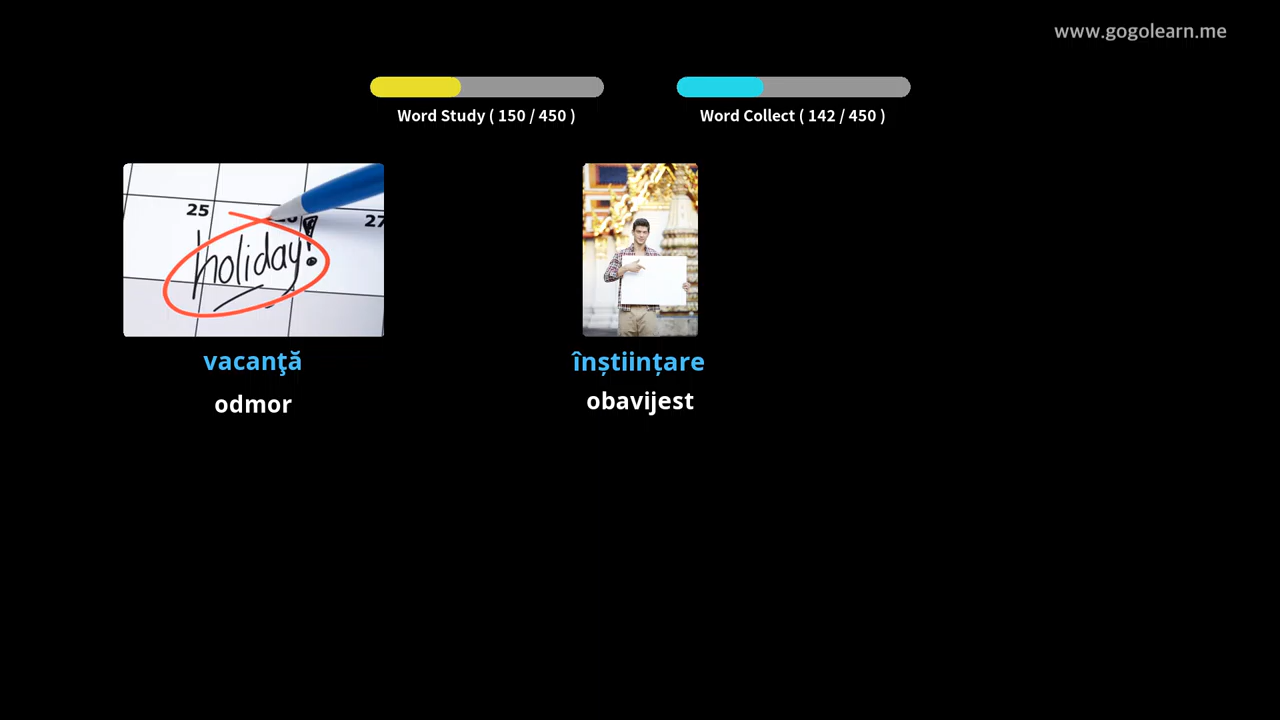 www.gogolearn.me
Word Study ( 150 / 450 )
Word Collect ( 142 / 450 )
25
27
holiday!
vacanţă
înștiințare
odmor
obavijest